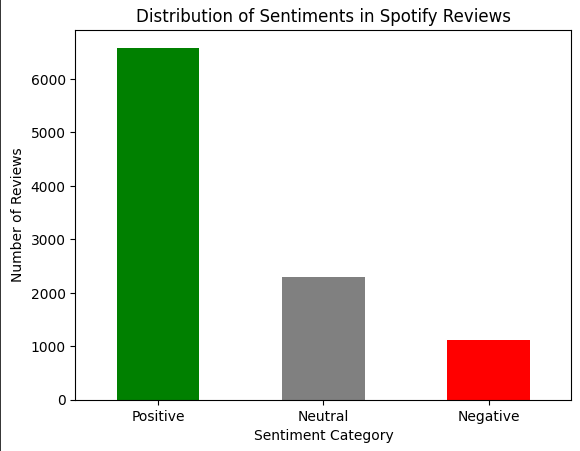 Distribution of Sentiments in Spotify Reviews
6000
5000
4000
3000
2000
1000
0
Number of Reviews
Positive Neutral Negative
Sentiment Category